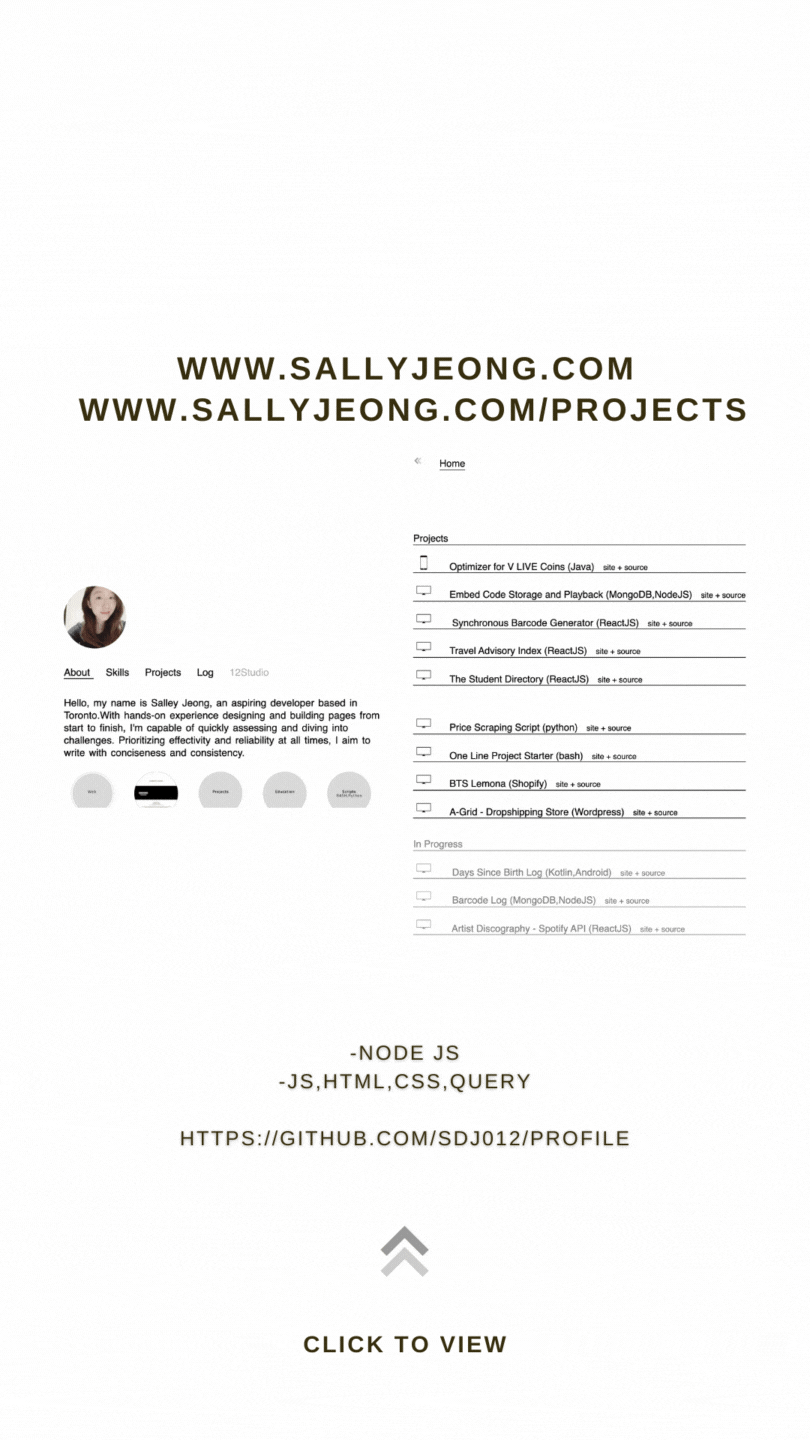 WWW.SALLYJEONG.COM
WWW.SALLYJEONG.COM/PROJECTS
Home
About Skills Projects Log 12Studio
Hello, my name is Salley Jeong, an aspiring developer based in
Toronto.With hands-on experience designing and building pages from
start to finish, I'm capable of quickly assessing and diving into
challenges. Prioritizing effectivity and reliability at all times, I aim to
write with conciseness and consistency.
Projects
Education
Projects
Optimizer for V LIVE Coins (Java) site + source
Embed Code Storage and Playback (MongoDB,NodeJS) site + source
Synchronous Barcode Generator (ReactJS) site + source
Travel Advisory Index (ReactJS) site + source
The Student Directory (ReactJS) site + source
Price Scraping Script (python) site + source
One Line Project Starter (bash) site + source
BTS Lemona (Shopify) site + source
A-Grid - Dropshipping Store (Wordpress) site + source
In Progress
Days Since Birth Log (Kotlin,Android) site + source
Barcode Log (MongoDB,NodeJS) site + source
Artist Discography - Spotify API (ReactJS) site + source
-NODE JS
-JS,HTML,CSS,QUERY
HTTPS://GITHUB.COM/SDJ012/PROFILE
CLICK TO VIEW